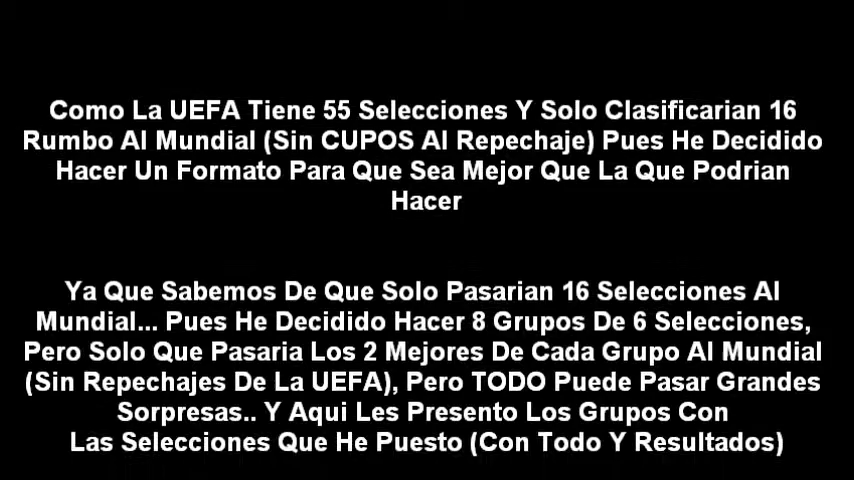 Como La UEFA Tiene 55 Selecciones Y Solo Clasificarian 16
Rumbo Al Mundial (Sin CUPOS Al Repechaje) Pues He Decidido
Hacer Un Formato Para Que Sea Mejor Que La Que Podrian
Hacer
Ya Que Sabemos De Que Solo Pasarian 16 Selecciones Al
Mundial... Pues He Decidido Hacer 8 Grupos De 6 Selecciones,
Pero Solo Que Pasaria Los 2 Mejores De Cada Grupo Al Mundial
(Sin Repechajes De La UEFA), Pero TODO Puede Pasar Grandes
Sorpresas.. Y Aqui Les Presento Los Grupos Con
Las Selecciones Que He Puesto (Con Todo Y Resultados)